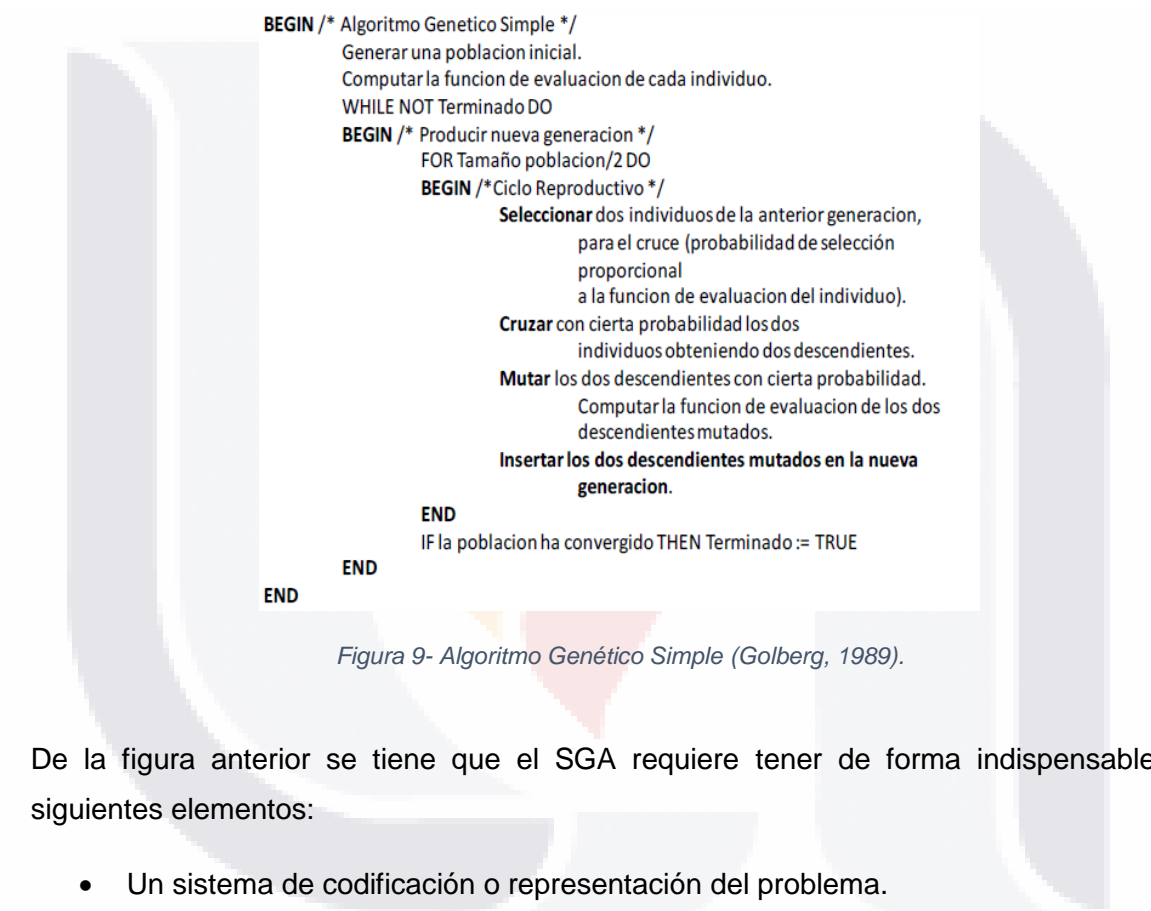 BEGIN /* Algoritmo Genetico Simple */
Generar una poblacion inicial.
Computar la funcion de evaluacion de cada individuo.
WHILE NOT Terminado DO
BEGIN /* Producir nueva generacion */
FOR Tamaño poblacion/2 DO
BEGIN /*Ciclo Reproductivo */
Seleccionar dos individuos de la anterior generacion,
para el cruce (probabilidad de selección
proporcional
a la funcion de evaluacion del individuo).
Cruzar con cierta probabilidad los dos
individuos obteniendo dos descendientes.
Mutar los dos descendientes con cierta probabilidad.
Computar la funcion de evaluacion de los dos
descendientes mutados.
Insertar los dos descendientes mutados en la nueva
generacion.
END
IF la poblacion ha convergido THEN Terminado := TRUE
END
END
Figura 9- Algoritmo Genético Simple (Golberg, 1989).
De la figura anterior se tiene que el SGA requiere tener de forma indispensable
siguientes elementos:
• Un sistema de codificación o representación del problema.